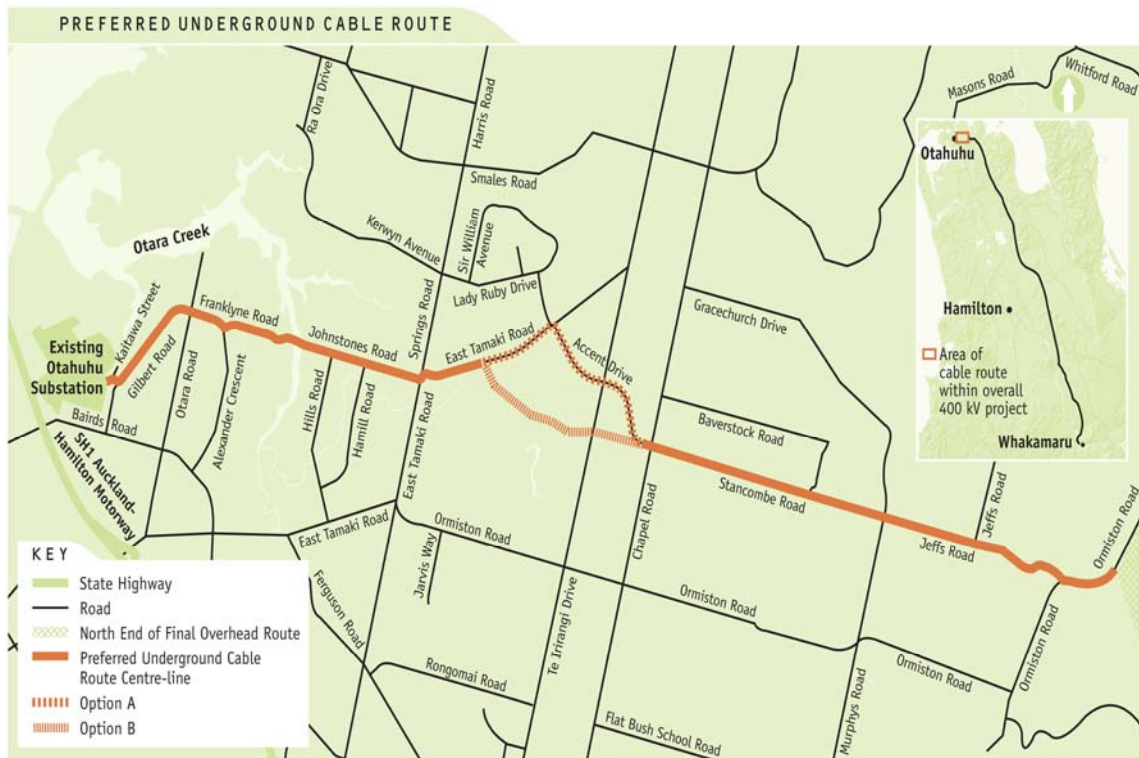 PREFERRED UNDERGROUND CABLE ROUTE
Masons Road
Whitford Road
Ra Ora Drive
Harris Road
Smales Road
Otahuhu
Hamilton
Area of
cable route
within overall
400 kV project
Whakamaru
Otara Creek
Kerwyn Avenue
Sir William
Avenue
Lady Ruby Drive
Gracechurch Drive
Kaitawa Street
Franklyne Road
Springs Road
East Tamaki Road
Accent Drive
Existing
Otahuhu
Substation
Gilbert Road
Johnstones Road
Otara Road
Alexander Crescent
Hills Road
Hamill Road
Bairds Road
East Tamaki Road
Baverstock Road
Stancombe Road
SH1 Auckland-
Hamilton Motorway
Chapel Road
Jeffs Road
Jeffs Road
Ormiston Road
East Tamaki Road
Ormiston Road
Jarvis Way
Ferguson Road
Te Irirangi Drive
Ormiston Road
Ormiston Road
Ormiston Road
Murphys Road
Rongomai Road
Flat Bush School Road
KEY
State Highway
Road
North End of Final Overhead Route
Preferred Underground Cable
Route Centre-line
Option A
Option B